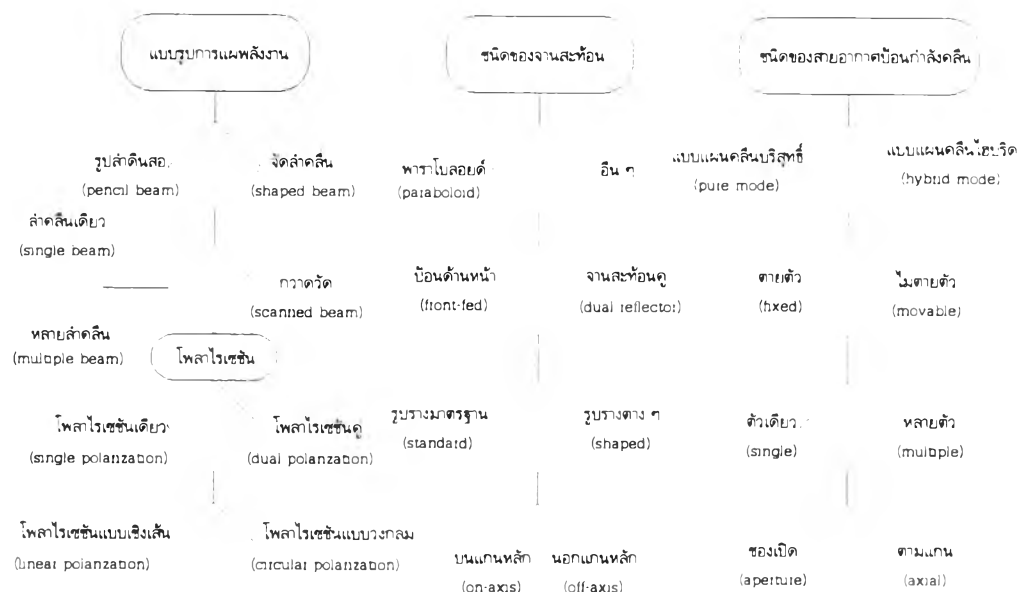 แบบรูปการแผ่พลังงาน
รูปลำดินสอ
(pencil beam)
จัดลำคลื่น
(shaped beam)
ลำคลื่นเดียว
(single beam)
กวาดวัด
(scanned beam)
หลายลำคลื่น
(multiple beam)
โพลาไรเซชัน
โพลาไรเซชันเดียว
(single polarization)
โพลาไรเซชันคู่
(dual polarization)
โพลาไรเซชันแบบเชิงเส้น
(linear polarization)
โพลาไรเซชันแบบวงกลม
(circular polarization)
ชนิดของจานสะท้อน
พาราโบลอยด์
(paraboloid)
อื่น ๆ
ป้อนด้านหน้า
(front-fed)
จานสะท้อนคู่
(dual reflector)
รูปร่างมาตรฐาน
(standard)
รูปร่างต่าง ๆ
(shaped)
บนแกนหลัก
(on-axis)
นอกแกนหลัก
(off-axis)
ชนิดของสายอากาศป้อนกำลังคลื่น
แบบแผนคลื่นบริสุทธิ์
(pure mode)
แบบแผนคลื่นไฮบริด
(hybrid mode)
ตายตัว
(fixed)
ไม่ตายตัว
(movable)
ตัวเดียว
(single)
หลายตัว
(multiple)
ช่องเปิด
(aperture)
ตามแกน
(axial)